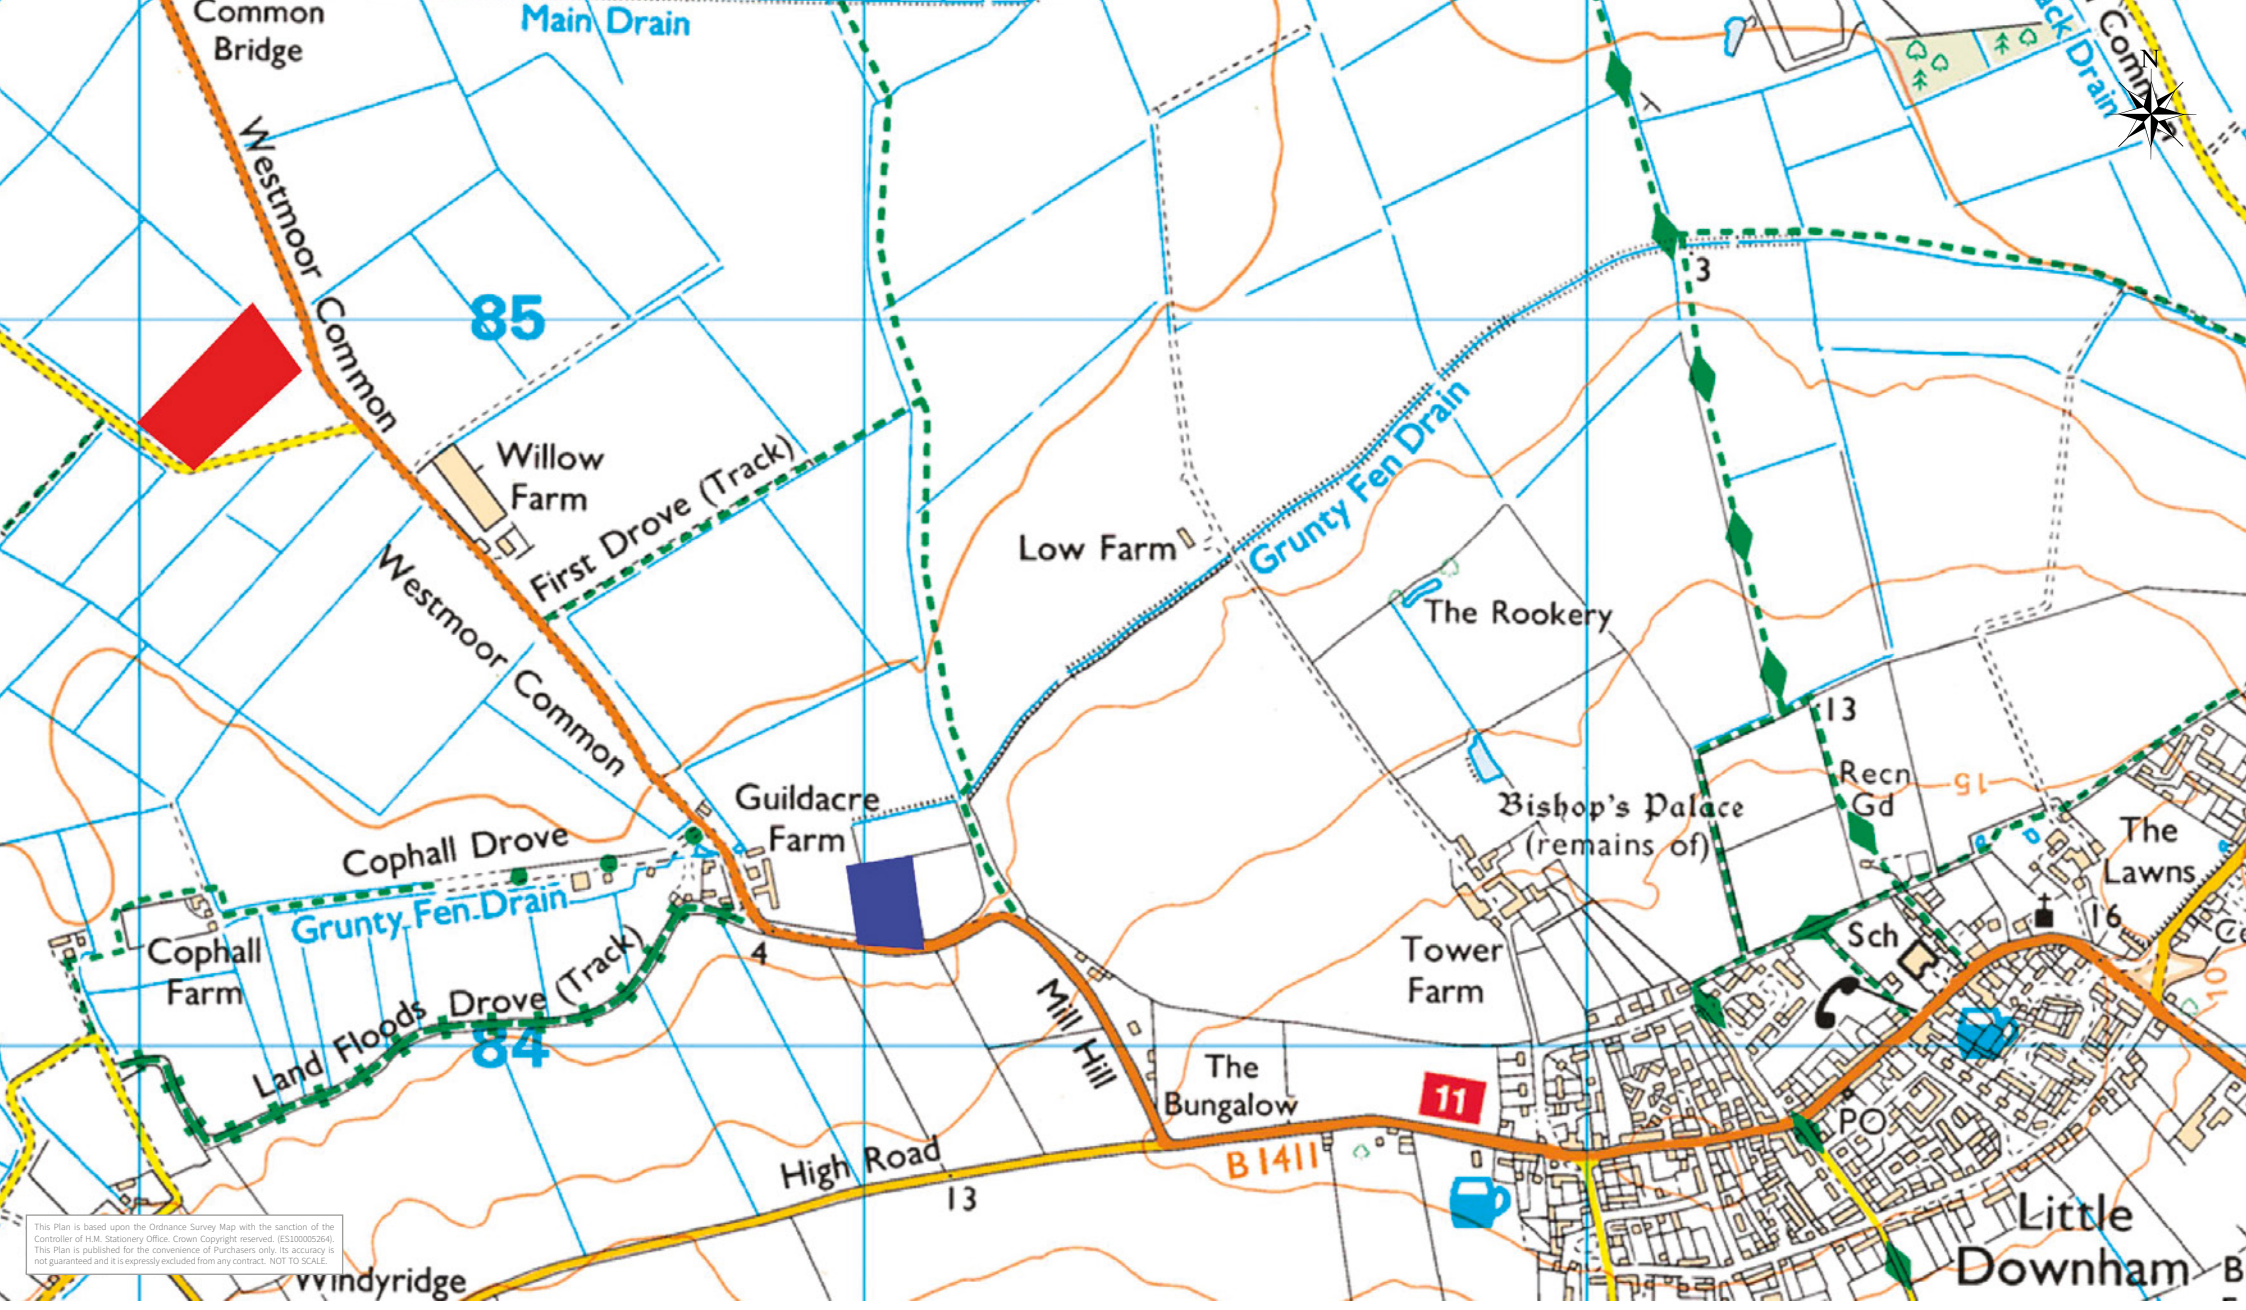 Common
Bridge
Main Drain
Common
Drain
N
Westmoor Common
85
3
Willow
Farm
First Drove (Track)
Low Farm
Grunty Fen Drain
The Rookery
Westmoor Common
13
Recn
Gd
15
Guildacre
Farm
Bishop's Palace
(remains of)
The
Lawns
Cophall Drove
Grunty Fen Drain
Cophall
Farm
4
Tower
Farm
Sch
16
10
Land Floods Drove (Track)
84
Mill Hill
The
Bungalow
11
PO
High Road
13
B1411
Little
Downham
Windyridge
This Plan is based upon the Ordnance Survey Map with the sanction of the
Controller of H.M. Stationery Office. Crown Copyright reserved. (ES100005264).
This Plan is published for the convenience of Purchasers only. Its accuracy is
not guaranteed and it is expressly excluded from any contract. NOT TO SCALE.